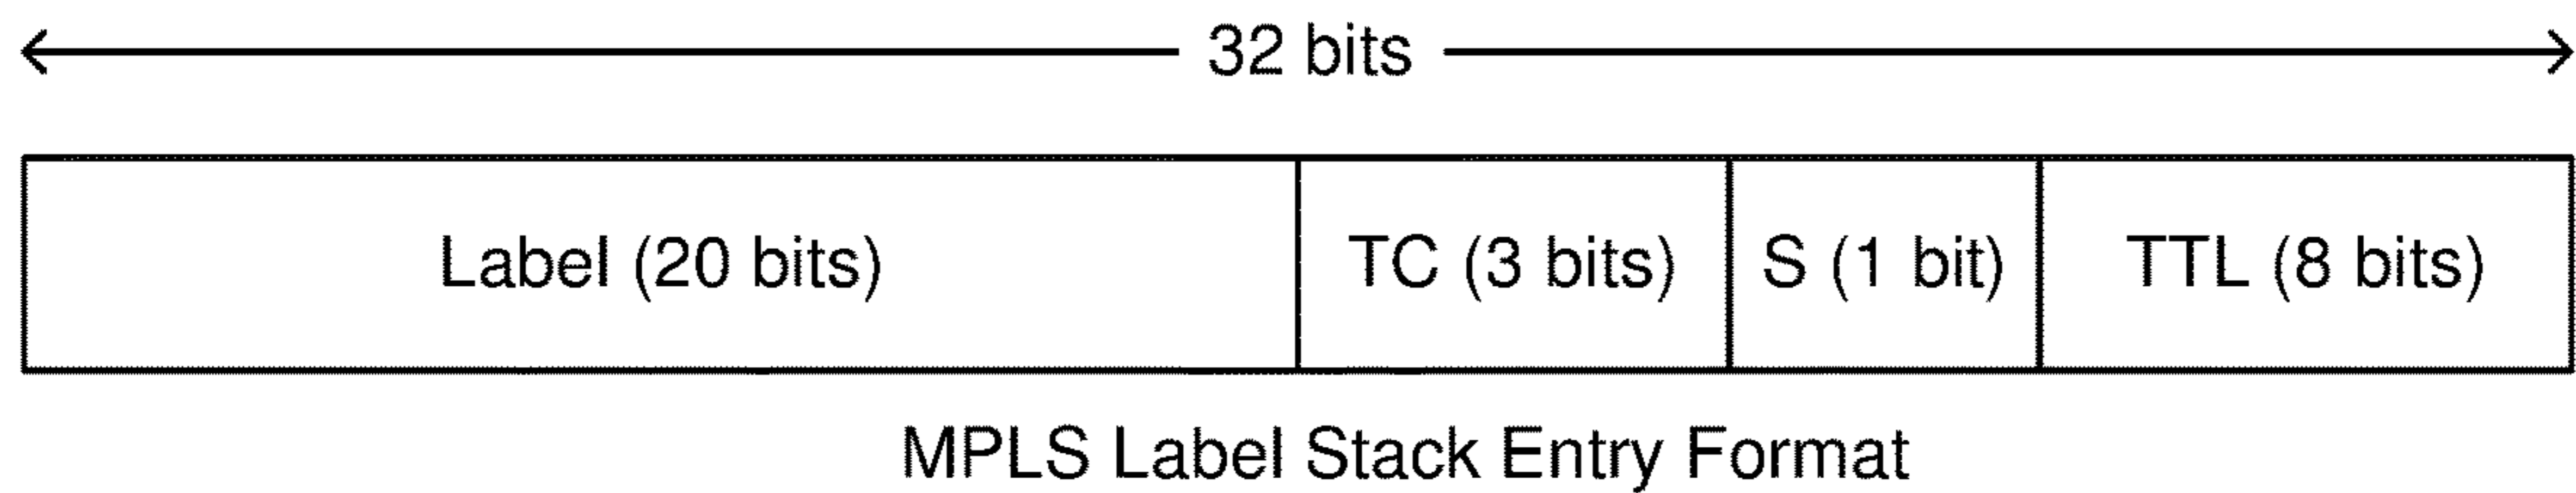 32 bits
Label (20 bits) TC (3 bits) S (1 bit) TTL (8 bits)
MPLS Label Stack Entry Format